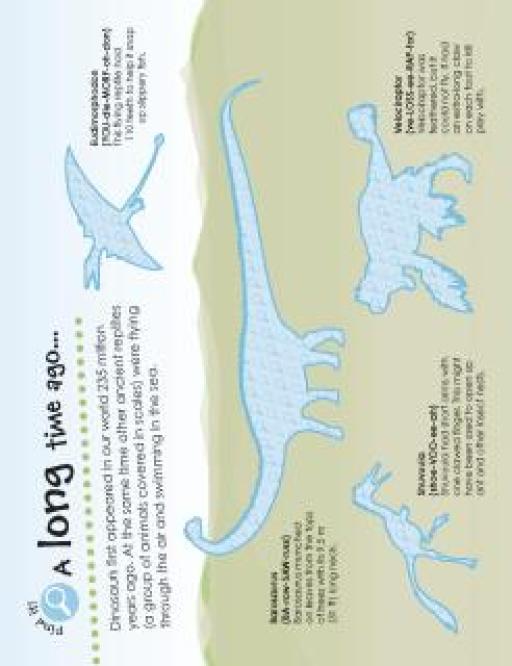 Find it!
A long time ago...
Dinosaurs first appeared in our world 235 million
years ago. At the same time other ancient reptiles
(a group of animals covered in scales) were flying
through the air and swimming in the sea.
Eudimorphodon
(YOU-die-MORF-oh-don)
The flying reptile had
110 teeth to help it snap
up slippery fish.
Barosaurus
(BA-row-SAW-russ)
Barosaurus munched
on leaves from the tops
of trees with its 9.5 m
(31 ft) long neck.
Shuvuuia
(shoe-VOO-ee-ah)
Shuvuuia had short arms with
one clawed finger. This might
have been used to open up
ant and other insect nests.
Velociraptor
(ve-LOSS-ee-RAP-tor)
Velociraptor was
feathered, but it
could not fly. It had
an extra-long claw
on each foot to kill
prey with.